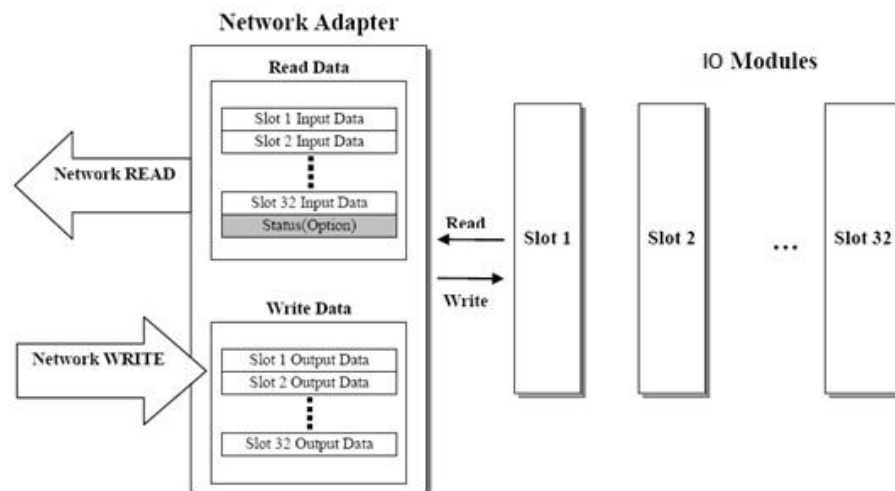 Network Adapter
Read Data
Slot 1 Input Data
Slot 2 Input Data
Slot 32 Input Data
Status(Option)
Network READ
Write Data
Slot 1 Output Data
Slot 2 Output Data
Slot 32 Output Data
Network WRITE
Read
Write
IO Modules
Slot 1
Slot 2
...
Slot 32